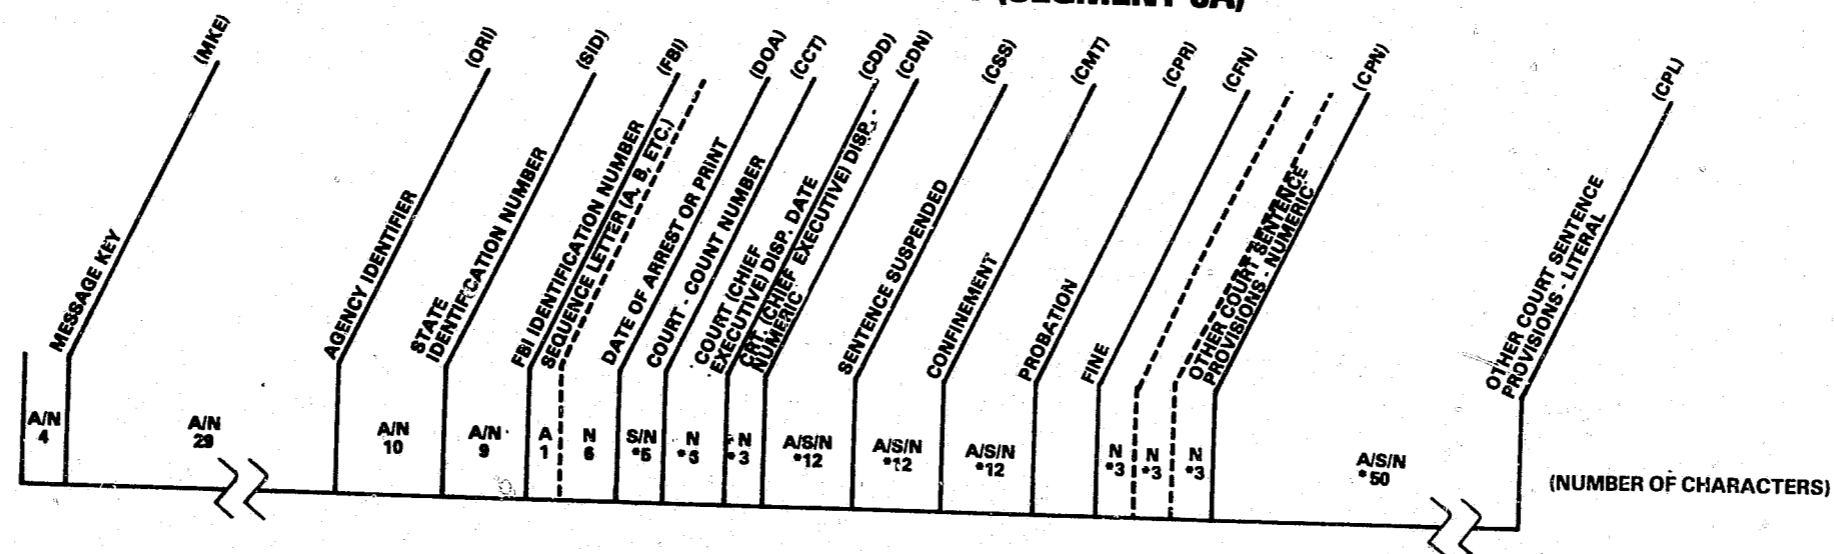 (SEGMENT 3A)
(MKE)
(ORI)
(SID)
(FBI)
(DOA)
(CCT)
(CDD)
(CDN)
(CSS)
(CMT)
(CPR)
(CFN)
(CPN)
(CPL)
MESSAGE KEY
AGENCY IDENTIFIER
STATE
IDENTIFICATION NUMBER
FBI IDENTIFICATION NUMBER
SEQUENCE LETTER (A, B, ETC.)
DATE OF ARREST OR PRINT
COURT - COUNT NUMBER
COURT (CHIEF
EXECUTIVE) DISP. DATE
CRT. (CHIEF EXECUTIVE) DISP. -
NUMERIC
SENTENCE SUSPENDED
CONFINEMENT
PROBATION
FINE
OTHER COURT SENTENCE
PROVISIONS - NUMERIC
OTHER COURT SENTENCE
PROVISIONS - LITERAL
A/N
4
A/N
29
A/N
10
A/N
9
A
1
N
6
S/N
*5
N
*5
N
*3
A/S/N
*12
A/S/N
*12
A/S/N
*12
N
*3
N
*3
N
*3
A/S/N
*50
(NUMBER OF CHARACTERS)